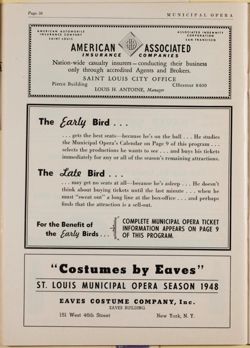 Page 10
MUNICIPAL OPERA
AMERICAN AUTOMOBILE
INSURANCE COMPANY
SAINT LOUIS
ASSOCIATED INDEMNITY
CORPORATION
SAN FRANCISCO
AMERICAN ASSOCIATED
INSURANCE COMPANIES
Nation-wide casualty insurers—conducting their business
only through accredited Agents and Brokers.
SAINT LOUIS CITY OFFICE
Pierce Building
CHestnut 8400
LOUIS H. ANTOINE, Manager
The Early Bird . . .
. . . gets the best seats—because he's on the ball . . . He studies
the Municipal Opera's Calendar on Page 9 of this program . . .
selects the productions he wants to see . . . and buys his tickets
immediately for any or all of the season's remaining attractions.
The Late Bird . . .
. . . may get no seats at all—because he's asleep . . . He doesn't
think about buying tickets until the last minute . . . when he
must "sweat out" a long line at the box-office . . . and perhaps
finds that the attraction is a sell-out.
For the Benefit of
the Early Birds . . .
COMPLETE MUNICIPAL OPERA TICKET
INFORMATION APPEARS ON PAGE 9
OF THIS PROGRAM.
"Costumes by Eaves"
ST. LOUIS MUNICIPAL OPERA SEASON 1948
EAVES COSTUME COMPANY, Inc.
EAVES BUILDING
151 West 46th Street
New York, N. Y.